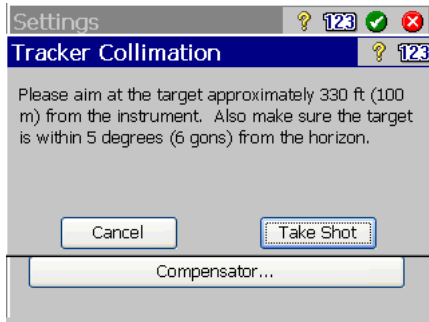 Settings
? 123
Tracker Collimation
? 123
Please aim at the target approximately 330 ft (100
m) from the instrument. Also make sure the target
is within 5 degrees (6 gons) from the horizon.
Cancel
Take Shot
Compensator...